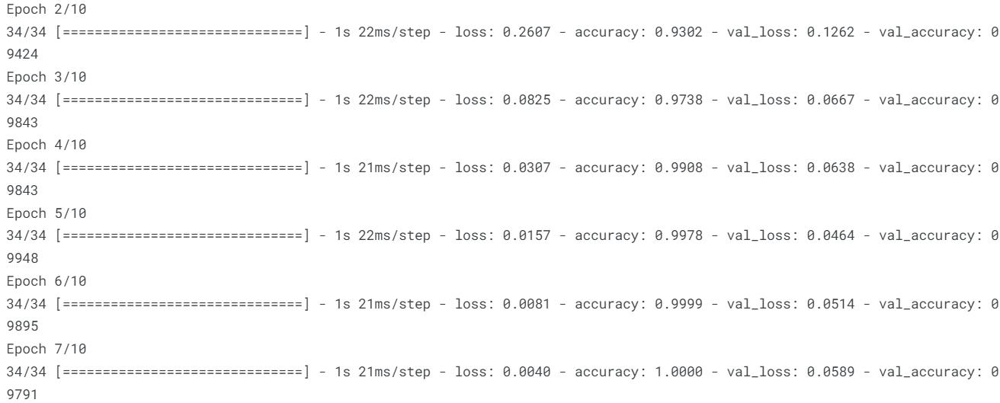 Epoch 2/10
34/34 [==============================] - 1s 22ms/step - loss: 0.2607 - accuracy: 0.9302 - val_loss: 0.1262 - val_accuracy: 0
9424
Epoch 3/10
34/34 [==============================] - 1s 22ms/step - loss: 0.0825 - accuracy: 0.9738 - val_loss: 0.0667 - val_accuracy: 0
9843
Epoch 4/10
34/34 [==============================] - 1s 21ms/step - loss: 0.0307 - accuracy: 0.9908 - val_loss: 0.0638 - val_accuracy: 0
9843
Epoch 5/10
34/34 [==============================] - 1s 22ms/step - loss: 0.0157 - accuracy: 0.9978 - val_loss: 0.0464 - val_accuracy: 0
9948
Epoch 6/10
34/34 [==============================] - 1s 21ms/step - loss: 0.0081 - accuracy: 0.9999 - val_loss: 0.0514 - val_accuracy: 0
9895
Epoch 7/10
34/34 [==============================] - 1s 21ms/step - loss: 0.0040 - accuracy: 1.0000 - val_loss: 0.0589 - val_accuracy: 0
9791